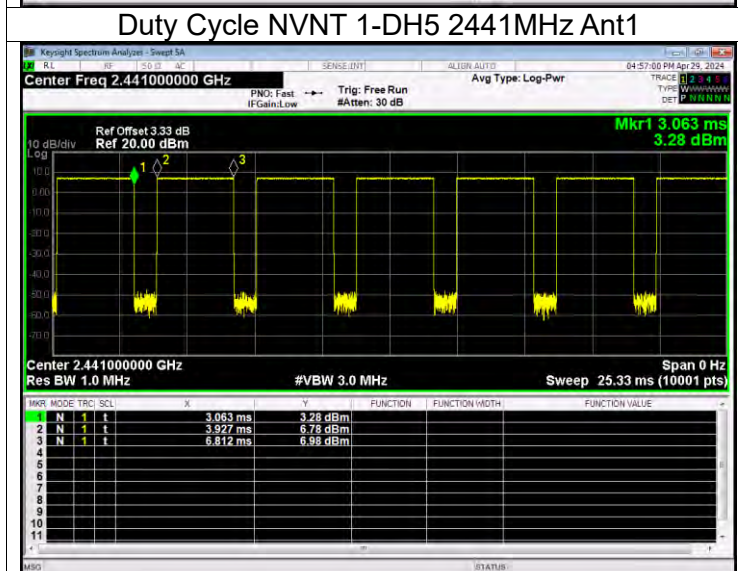 Duty Cycle NVNT 1-DH5 2441MHz Ant1
Keysight Spectrum Analyzer - Swept SA
RL RF 50 Ω AC SENSE:INT ALIGN AUTO 04:57:00 PM Apr 29, 2024
Center Freq 2.441000000 GHz Avg Type: Log-Pwr TRACE 1 2 3 4 5 6
PNO: Fast Trig: Free Run TYPE WWWWWW
IFGain:Low #Atten: 30 dB DET P N N N N N
Mkr1 3.063 ms
Ref Offset 3.33 dB
10 dB/div Ref 20.00 dBm 3.28 dBm
Log
1 2 3
10.0
0.00
-10.0
-20.0
-30.0
-40.0
-50.0
-60.0
-70.0
Center 2.441000000 GHz Span 0 Hz
Res BW 1.0 MHz #VBW 3.0 MHz Sweep 25.33 ms (10001 pts)
MKR MODE TRC SCL X Y FUNCTION FUNCTION WIDTH FUNCTION VALUE
1 N 1 t 3.063 ms 3.28 dBm
2 N 1 t 3.927 ms 6.78 dBm
3 N 1 t 6.812 ms 6.98 dBm
4
5
6
7
8
9
10
11
MSG STATUS